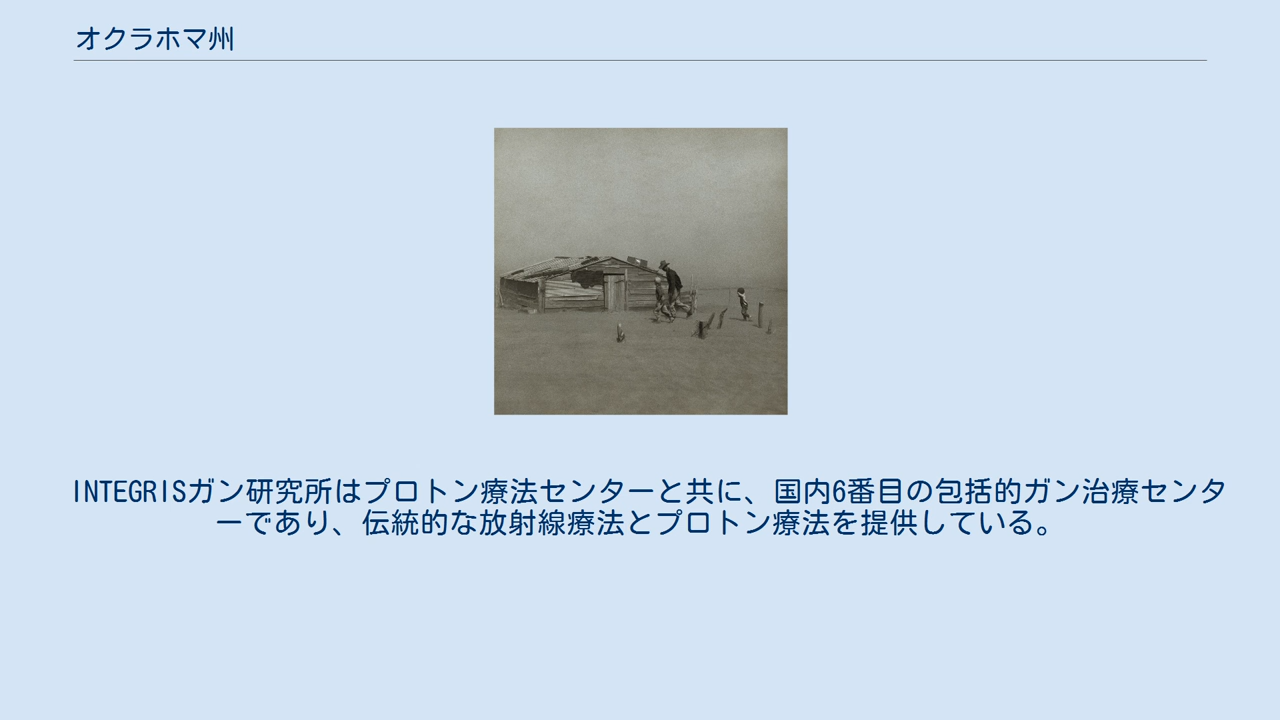 オクラホマ州
INTEGRISガン研究所はプロトン療法センターと共に、国内6番目の包括的ガン治療センタ
ーであり、伝統的な放射線療法とプロトン療法を提供している。